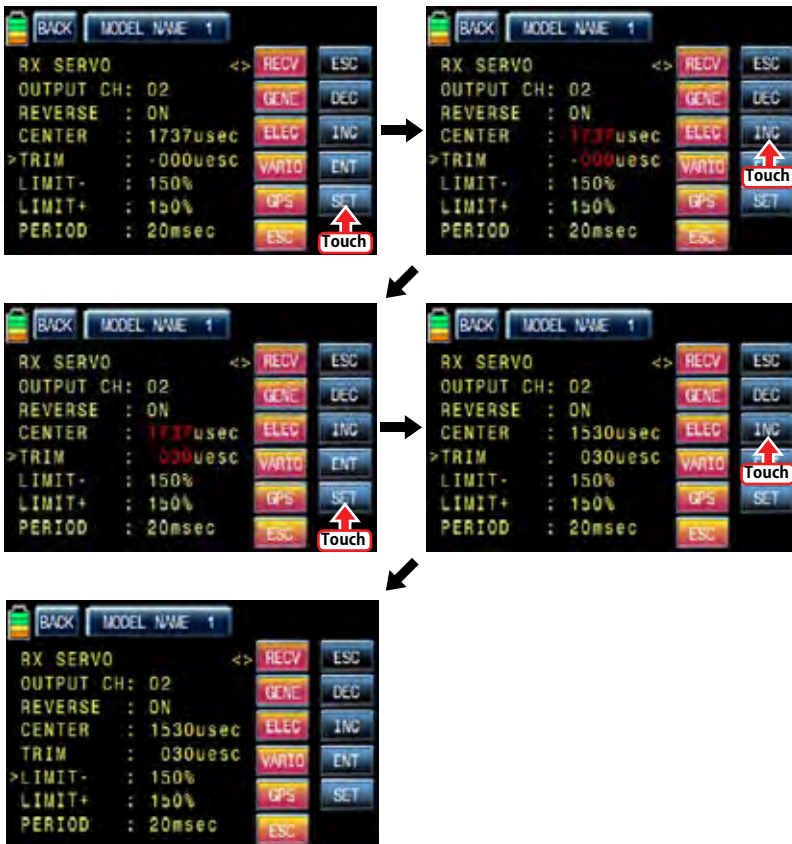 BACK MODEL NAME 1
RX SERVO <> RECV ESC
OUTPUT CH: 02 GENE DEC
REVERSE : ON
CENTER : 1737usec ELEC INC
>TRIM : -000uesc VARIO ENT
LIMIT- : 150%
LIMIT+ : 150% GPS SET
PERIOD : 20msec ESC
Touch
BACK MODEL NAME 1
RX SERVO <> RECV ESC
OUTPUT CH: 02 GENE DEC
REVERSE : ON
CENTER : 1737usec ELEC INC
>TRIM : -000uesc VARIO
Touch
LIMIT- : 150%
LIMIT+ : 150% GPS SET
PERIOD : 20msec ESC
BACK MODEL NAME 1
RX SERVO <> RECV ESC
OUTPUT CH: 02 GENE DEC
REVERSE : ON
CENTER : 1737usec ELEC INC
>TRIM : 030uesc VARIO ENT
LIMIT- : 150%
LIMIT+ : 150% GPS SET
PERIOD : 20msec ESC
Touch
BACK MODEL NAME 1
RX SERVO <> RECV ESC
OUTPUT CH: 02 GENE DEC
REVERSE : ON
CENTER : 1530usec ELEC INC
>TRIM : 030uesc VARIO
Touch
LIMIT- : 150%
LIMIT+ : 150% GPS SET
PERIOD : 20msec ESC
BACK MODEL NAME 1
RX SERVO <> RECV ESC
OUTPUT CH: 02 GENE DEC
REVERSE : ON
CENTER : 1530usec ELEC INC
TRIM : 030uesc VARIO ENT
>LIMIT- : 150%
LIMIT+ : 150% GPS SET
PERIOD : 20msec ESC